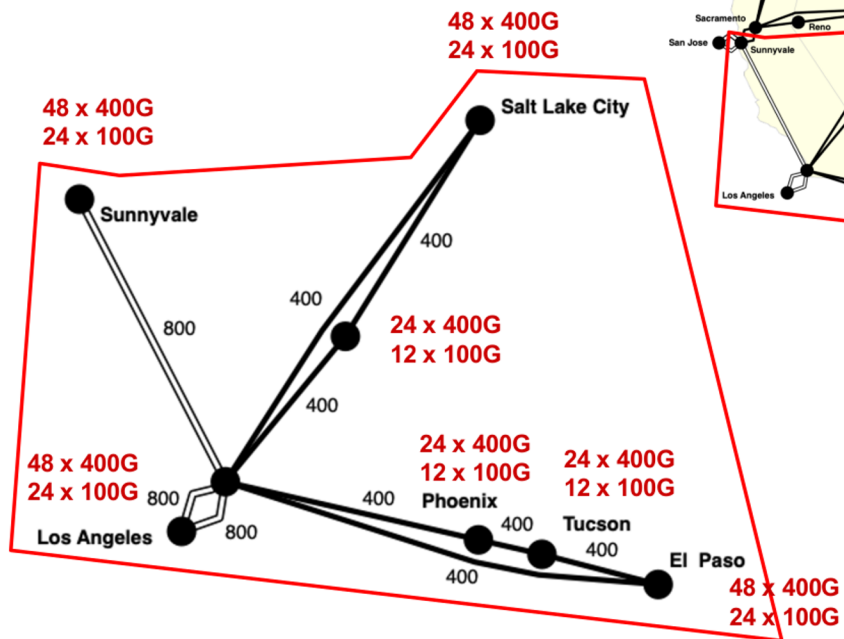 48 x 400G
24 x 100G
Sacramento
Reno
San Jose
Sunnyvale
48 x 400G
24 x 100G
Salt Lake City
Sunnyvale
Los Angeles
400
400
800
24 x 400G
12 x 100G
400
24 x 400G
12 x 100G
24 x 400G
12 x 100G
48 x 400G
24 x 100G
800
400
Phoenix
400
Tucson
Los Angeles
800
400
El Paso
400
48 x 400G
24 x 100G